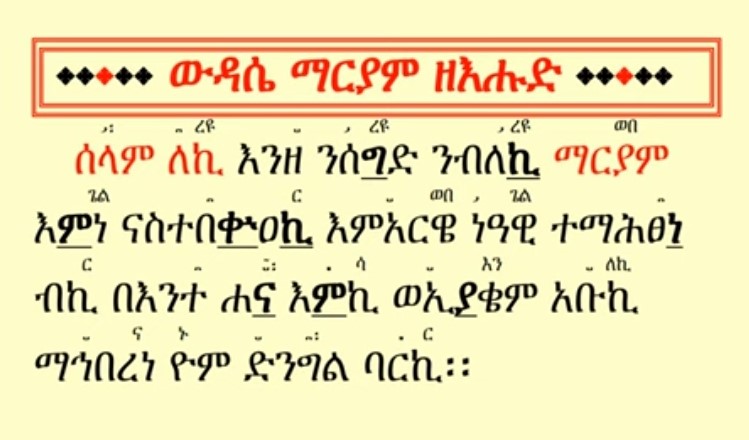 ውዳሴ ማርያም ዘእሑድ
ሰላም ለኪ እንዘ ንሰግድ ንብለኪ ማርያም
እምነ ናስተበቀኍዐኪ እምአርዌ ነዓዊ ተማሕፀነ
ብኪ በእንተ ሐና እምኪ ወኢያቄም አቡኪ
ማኅበረነ ዮም ድንግል ባርኪ፡፡